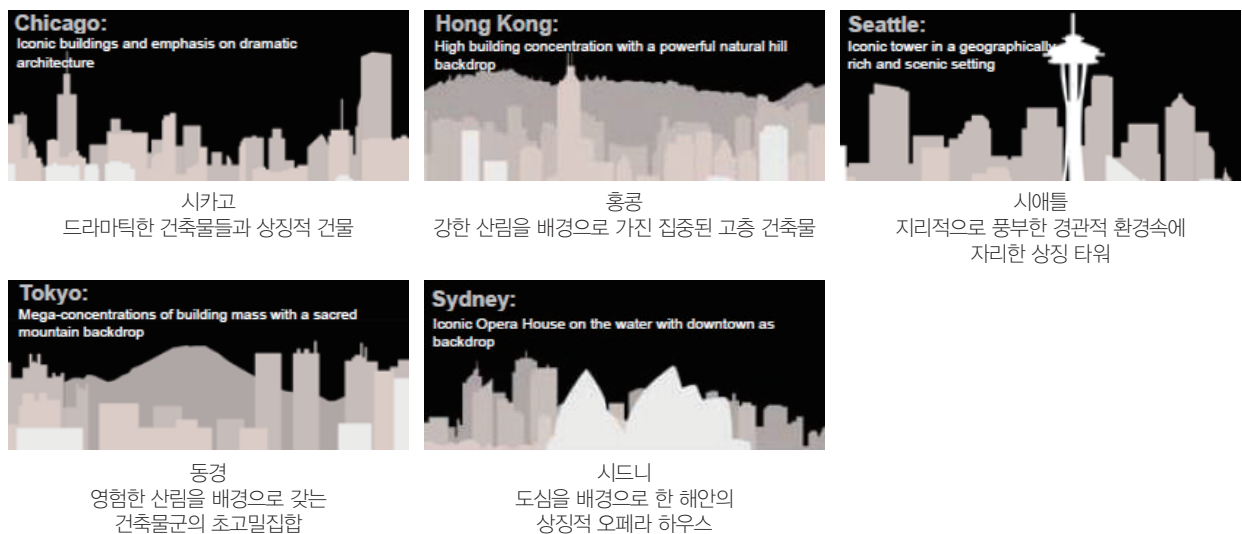 Chicago:
Iconic buildings and emphasis on dramatic
architecture
시카고
드라마틱한 건축물들과 상징적 건물
Hong Kong:
High building concentration with a powerful natural hill
backdrop
홍콩
강한 산림을 배경으로 가진 집중된 고층 건축물
Seattle:
Iconic tower in a geographically
rich and scenic setting
시애틀
지리적으로 풍부한 경관적 환경속에
자리한 상징 타워
Tokyo:
Mega-concentrations of building mass with a sacred
mountain backdrop
동경
영험한 산림을 배경으로 갖는
건축물군의 초고밀집합
Sydney:
Iconic Opera House on the water with downtown as
backdrop
시드니
도심을 배경으로 한 해안의
상징적 오페라 하우스